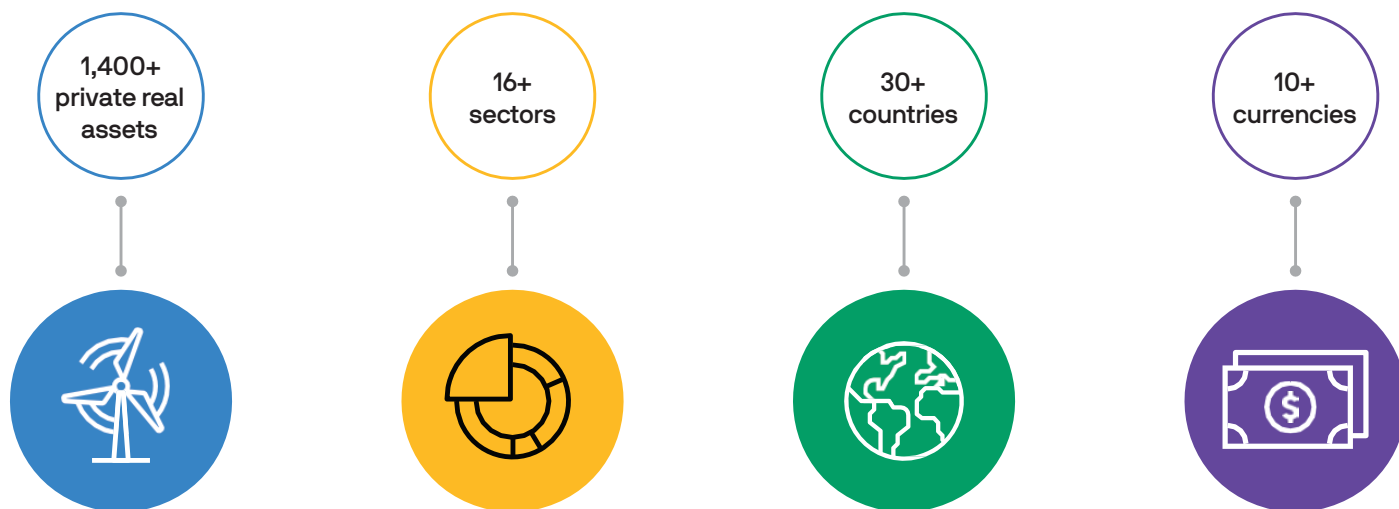 1,400+
private real
assets
16+
sectors
30+
countries
10+
currencies
$